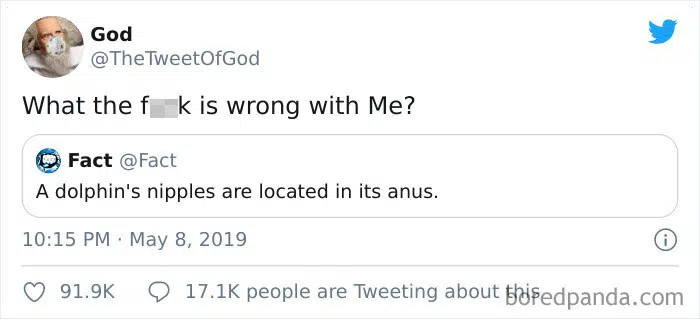 God
@TheTweetOfGod
What the f k is wrong with Me?
Fact @Fact
A dolphin's nipples are located in its anus.
10:15 PM · May 8, 2019
91.9K 17.1K people are Tweeting about this
boredpanda.com